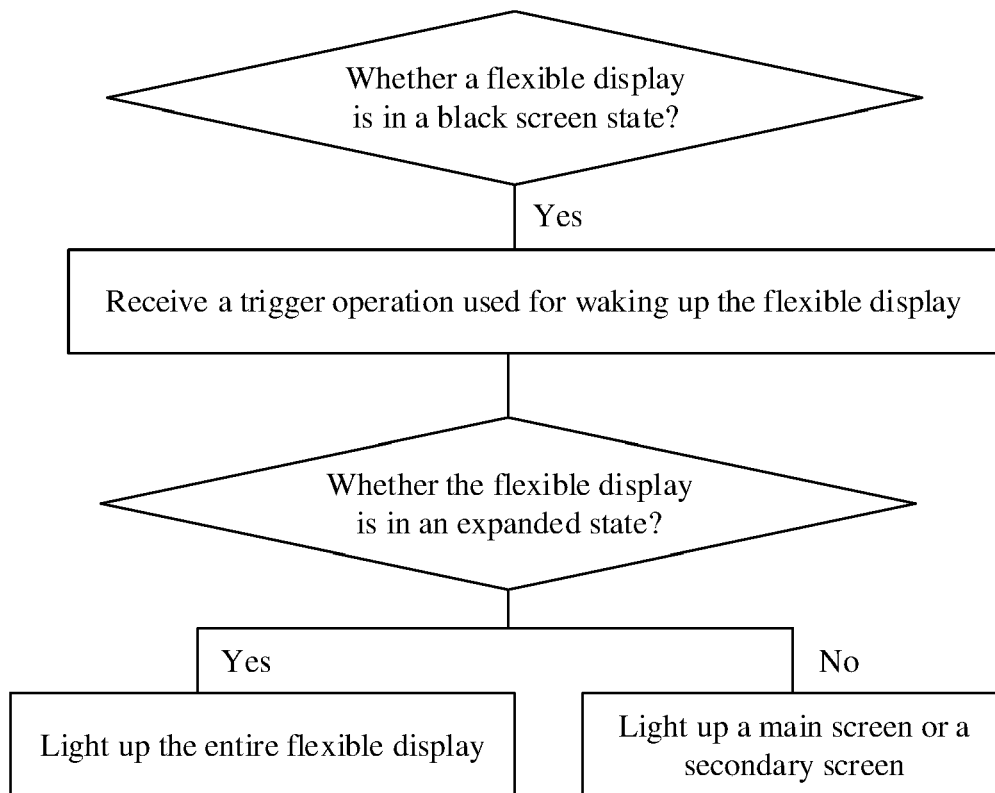 Whether a flexible display
is in a black screen state?
Yes
Receive a trigger operation used for waking up the flexible display
Whether the flexible display
is in an expanded state?
Yes
No
Light up the entire flexible display
Light up a main screen or a
secondary screen